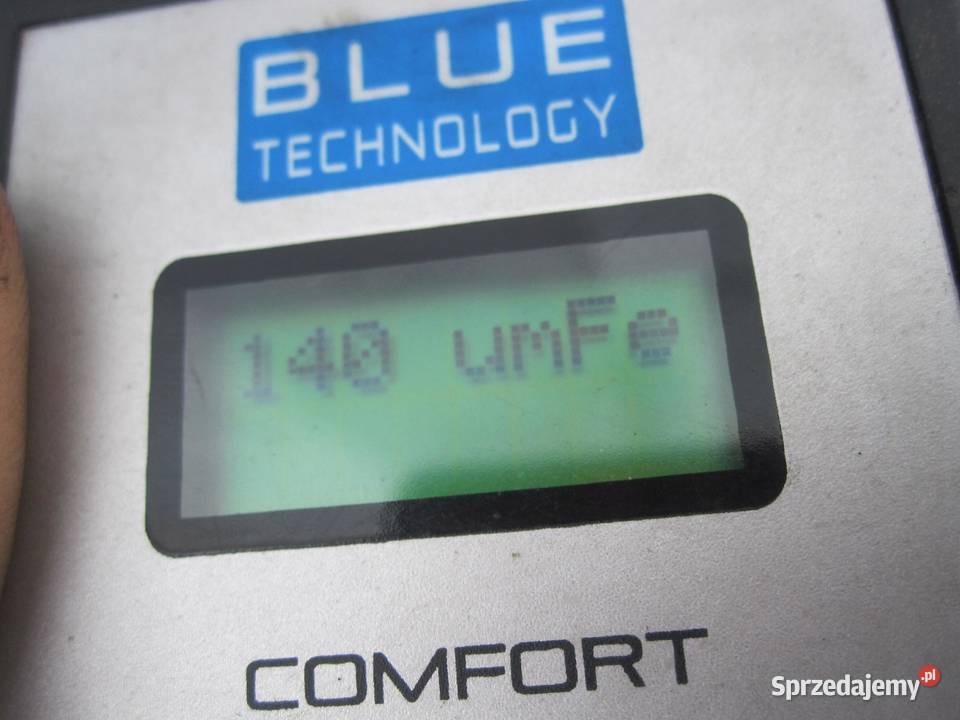 BLUE
TECHNOLOGY
140 umFe
COMFORT
Sprzedajemy.pl